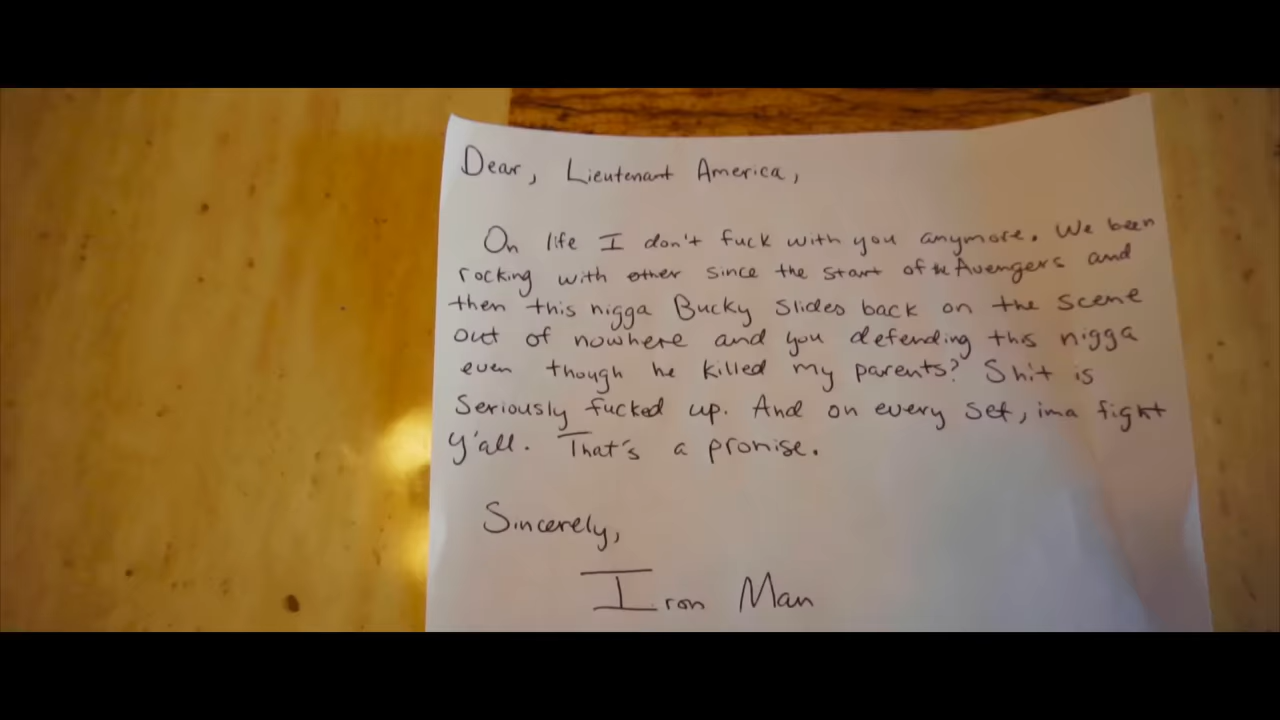 Dear, Lieutenant America,
On life I don't fuck with you anymore. We been
rocking with other since the start of the Avengers and
then this nigga Bucky slides back on the scene
out of nowhere and you defending this nigga
even though he killed my parents? Shit is
seriously fucked up. And on every set, ima fight
y'all. That's a promise.
Sincerely,
Iron Man